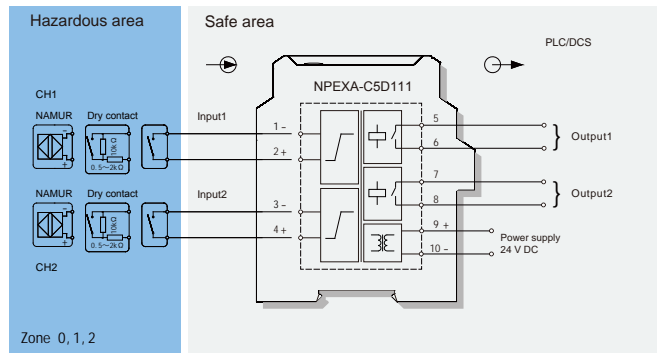 Hazardous area
Safe area
PLC/DCS
NPEXA-C5D111
CH1
NAMUR
Dry contact
Input1
10kΩ
0.5～2kΩ
1 –
2 +
5
6
Output1
7
8
Output2
NAMUR
Dry contact
Input2
10kΩ
0.5～2kΩ
3 –
4 +
9 +
10 –
Power supply
24 V DC
CH2
Zone 0, 1, 2